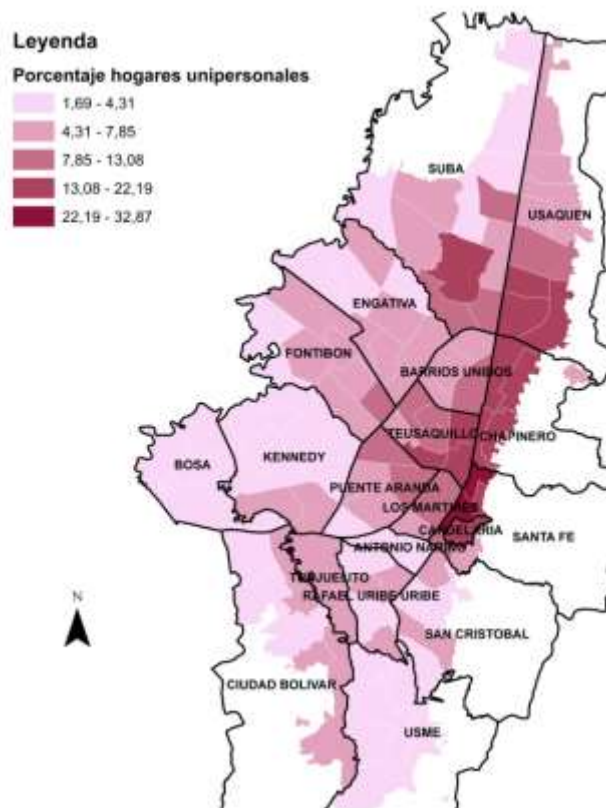 Leyenda
Porcentaje hogares unipersonales
1,69 - 4,31
4,31 - 7,85
7,85 - 13,08
13,08 - 22,19
22,19 - 32,87
SUBA
USAQUEN
ENGATIVA
FONTIBON
BARRIOS UNIDOS
TEUSAQUILLO
CHAPINERO
BOSA
KENNEDY
PUENTE ARANDA
LOS MARTIRES
CANDELARIA
SANTA FE
ANTONIO NARIÑO
TUNJUELITO
RAFAEL URIBE URIBE
N
SAN CRISTOBAL
CIUDAD BOLIVAR
USME